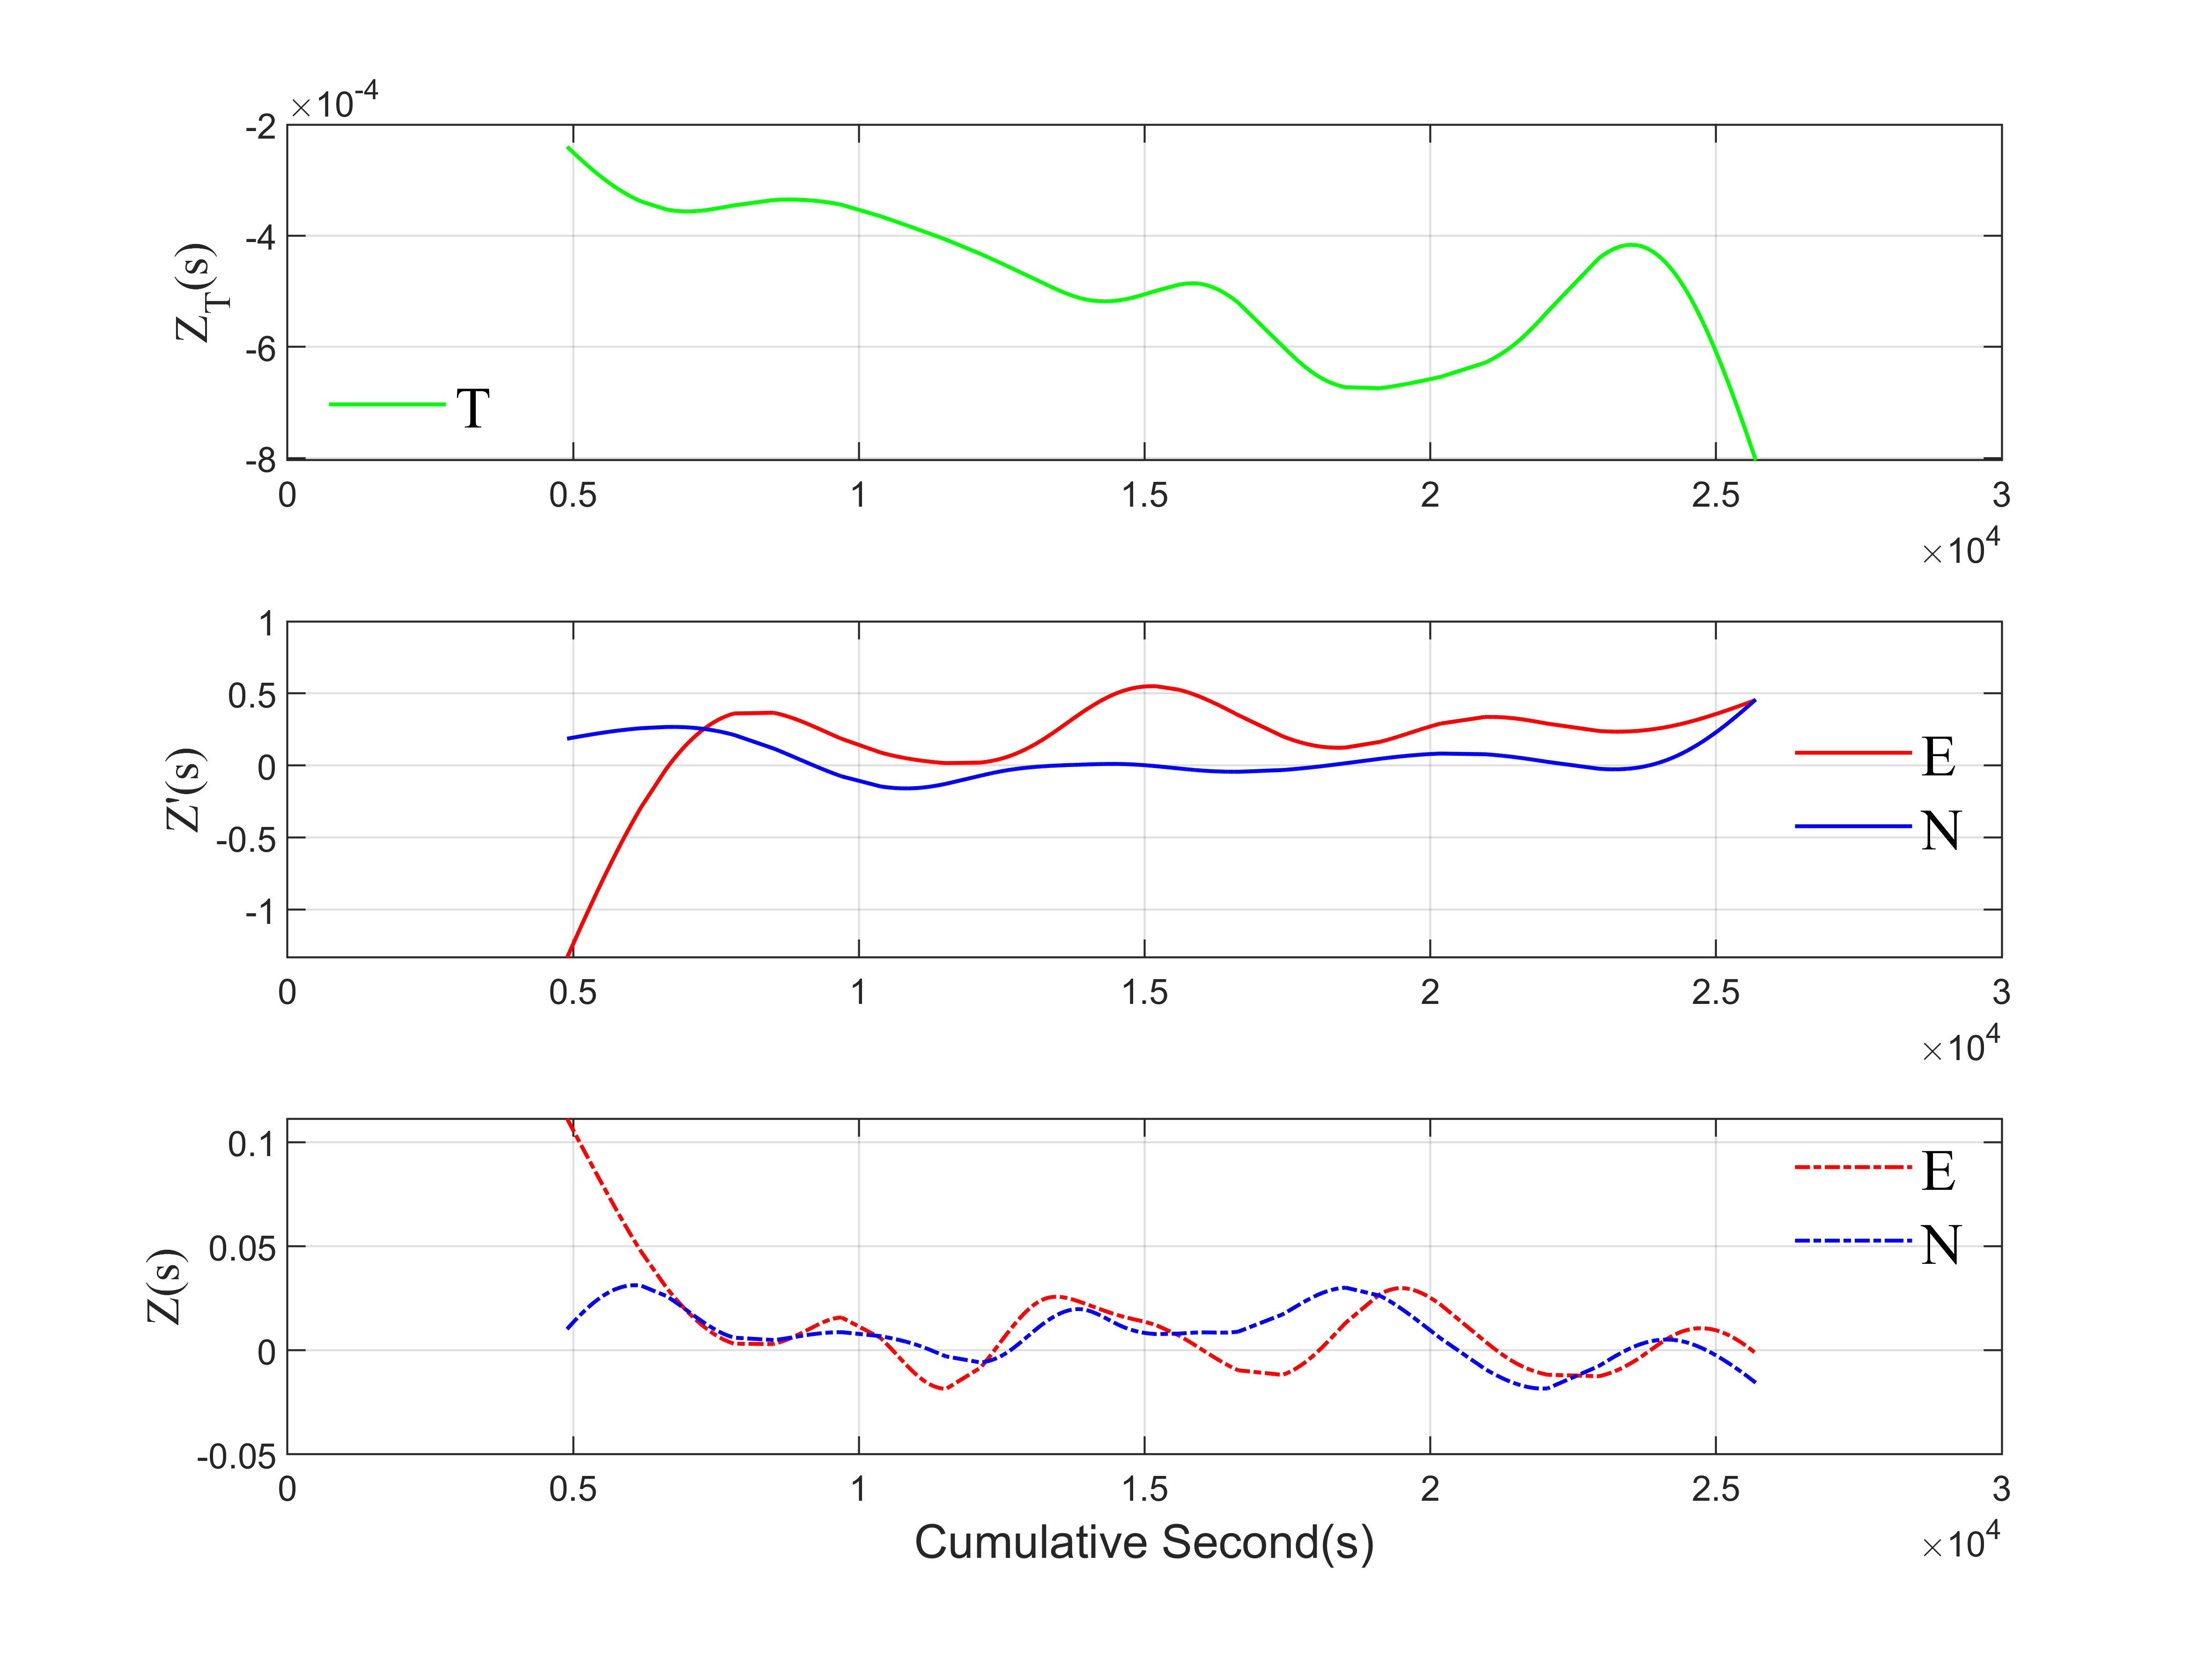 ×10-4
-2
-4
-6
-8
Z_T(s)
T
0 0.5 1 1.5 2 2.5 3
×10^4
1
0.5
0
-0.5
-1
Z'(s)
E
N
0 0.5 1 1.5 2 2.5 3
×10^4
0.1
0.05
0
-0.05
Z(s)
E
N
0 0.5 1 1.5 2 2.5 3
Cumulative Second(s)
×10^4